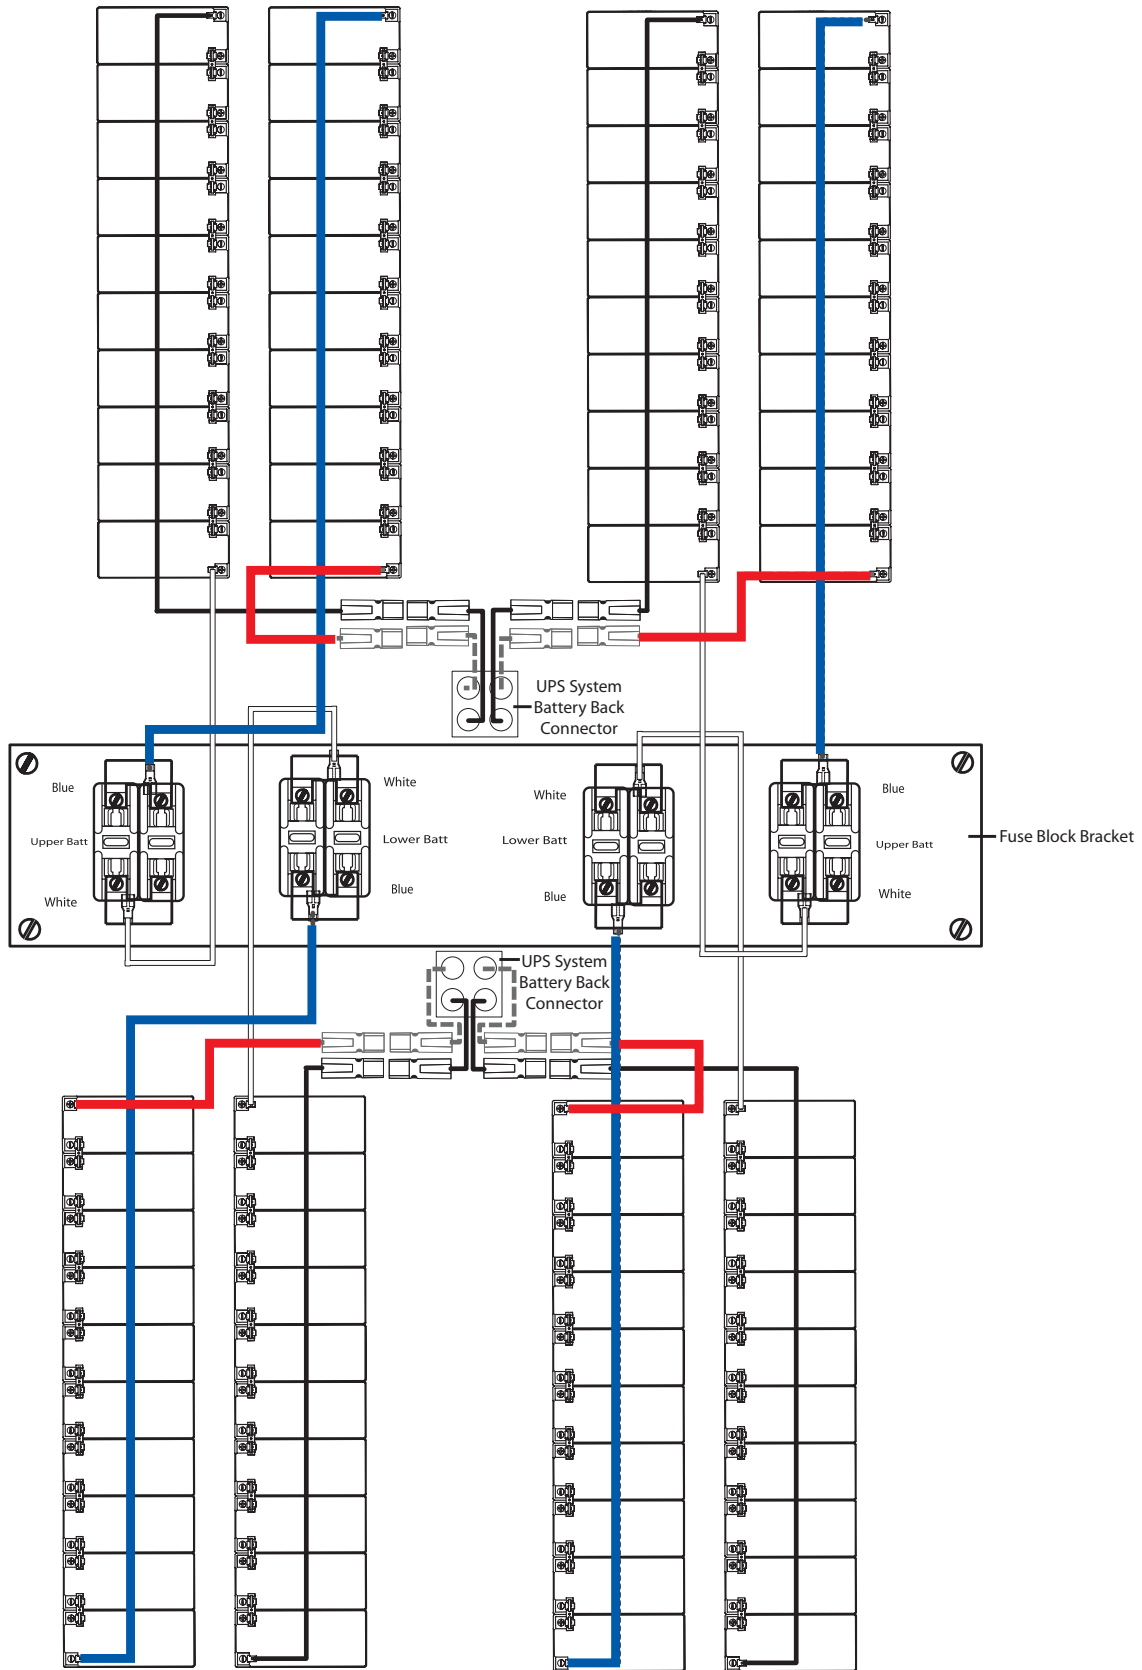 UPS System
Battery Back
Connector
Blue
White
White
Blue
Upper Batt
Lower Batt
Lower Batt
Upper Batt
Fuse Block Bracket
White
Blue
Blue
White
UPS System
Battery Back
Connector